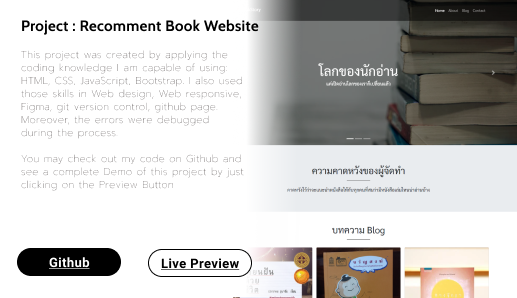 Project : Recomment Book Website
Home About Blog Contact
This project was created by applying the
coding knowledge I am capable of using:
HTML, CSS, JavaScript, Bootstrap. I also used
those skills in Web design, Web responsive,
Figma, git version control, github page.
Moreover, the errors were debugged
during the process.
You may check out my code on Github and
see a complete Demo of this project by just
clicking on the Preview Button
Github
Live Preview
โลกของนักอ่าน
ความคาดหวังของผู้จัดทำ
บทความ Blog